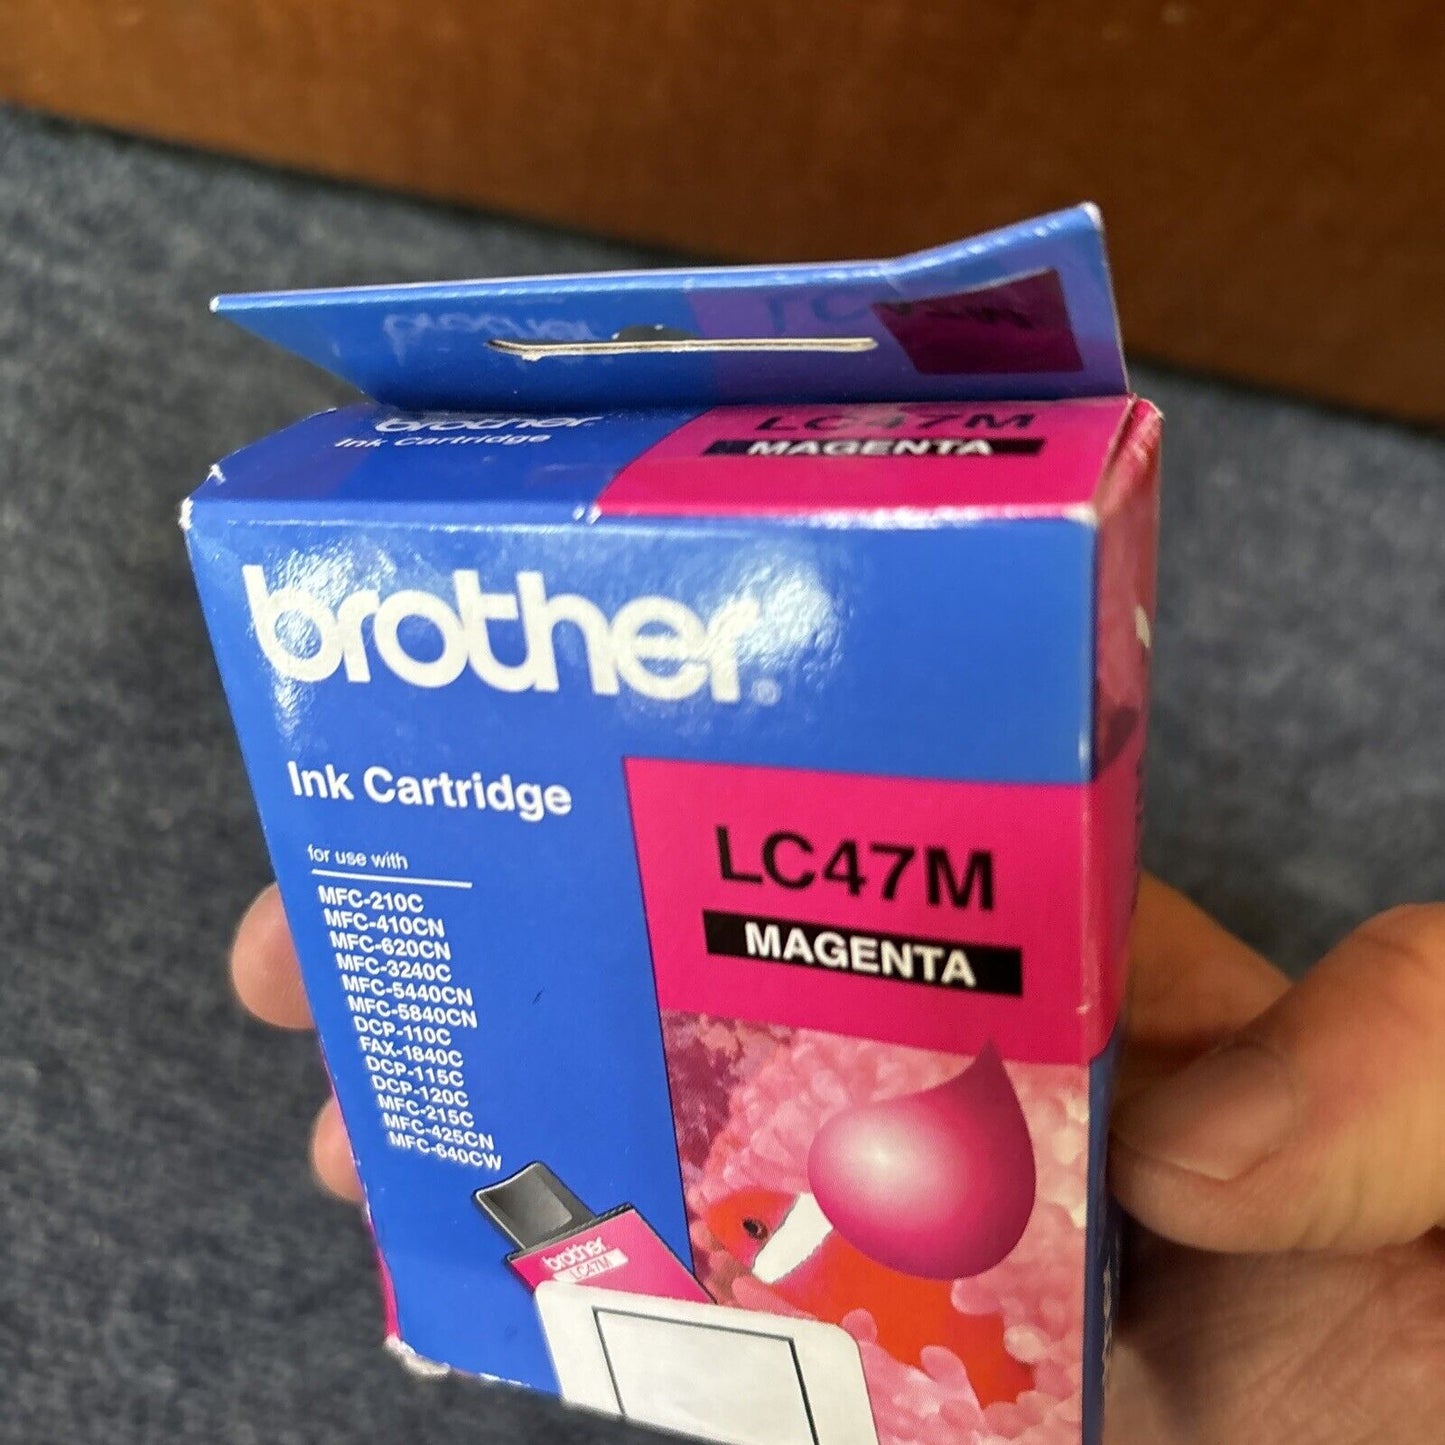 brother
LC47M
brother
Ink Cartridge
LC47M
MAGENTA
brother®
Ink Cartridge
for use with
MFC-210C
MFC-410CN
MFC-620CN
MFC-3240C
MFC-5440CN
MFC-5840CN
DCP-110C
FAX-1840C
DCP-115C
DCP-120C
MFC-215C
MFC-425CN
MFC-640CW
LC47M
MAGENTA
brother
LC47M